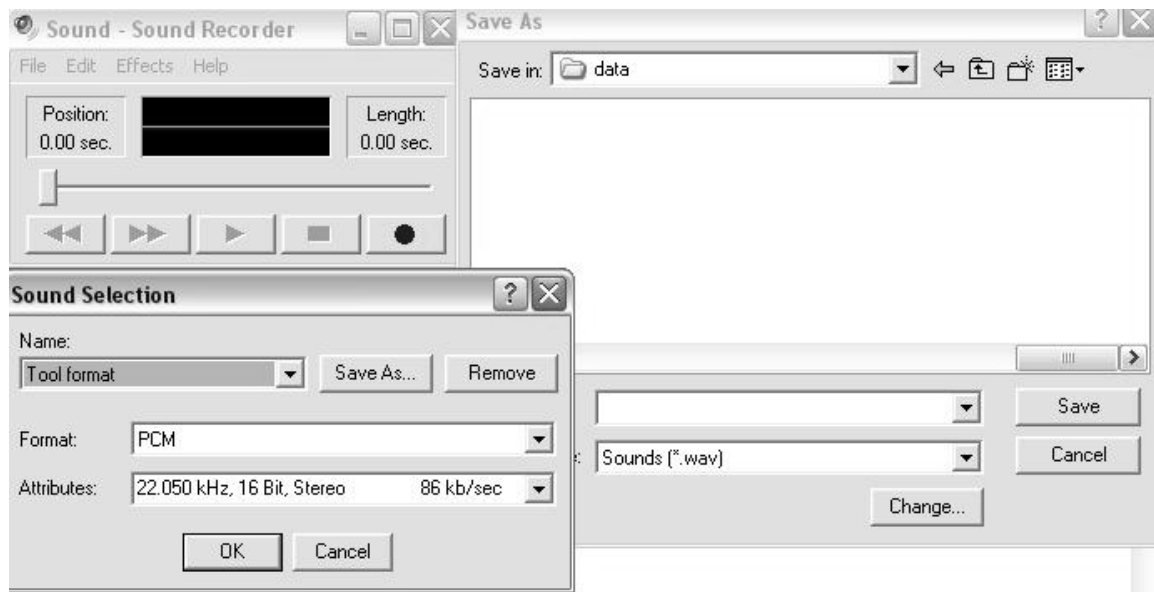 Sound - Sound Recorder
File Edit Effects Help
Position:
0.00 sec.
Length:
0.00 sec.
Save As
Save in: data
Sound Selection
Name:
Tool format
Save As...
Remove
Format: PCM
Attributes: 22.050 kHz, 16 Bit, Stereo 86 kb/sec
OK
Cancel
Save
: Sounds (*.wav)
Cancel
Change...